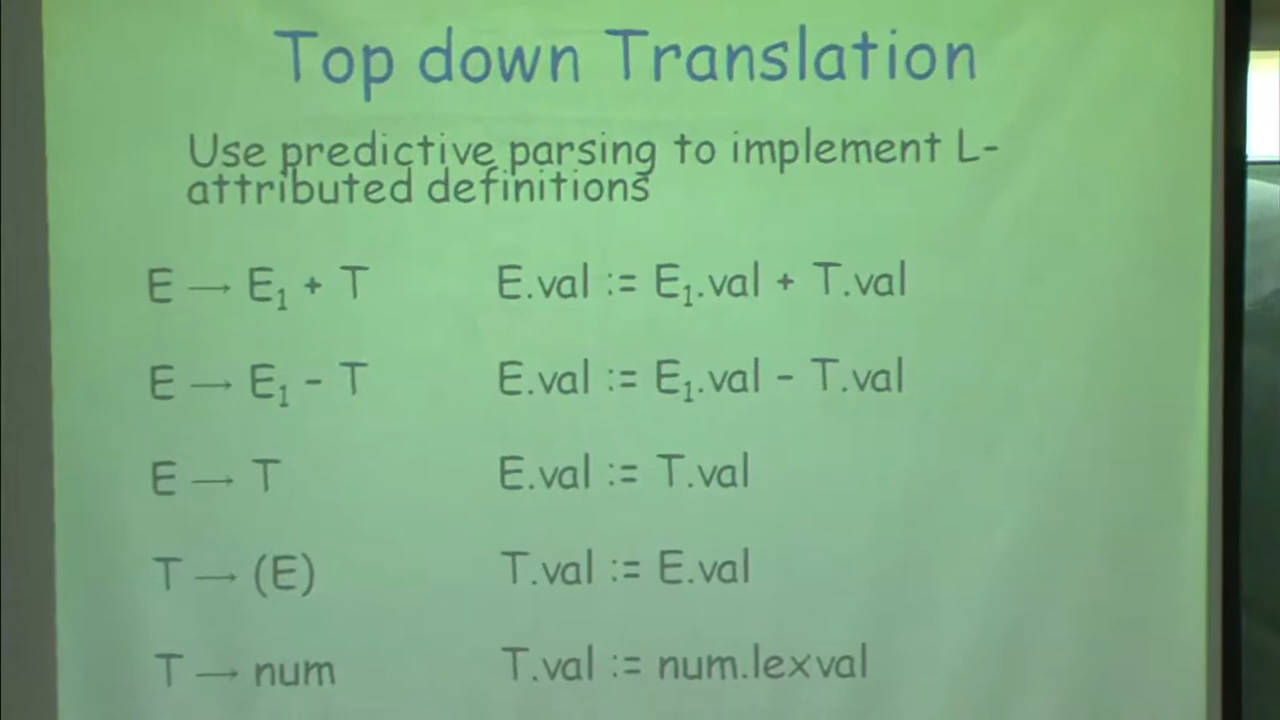 Top down Translation
Use predictive parsing to implement L-
attributed definitions
E → E₁ + T E.val := E₁.val + T.val
E → E₁ - T E.val := E₁.val - T.val
E → T E.val := T.val
T → (E) T.val := E.val
T → num T.val := num.lexval